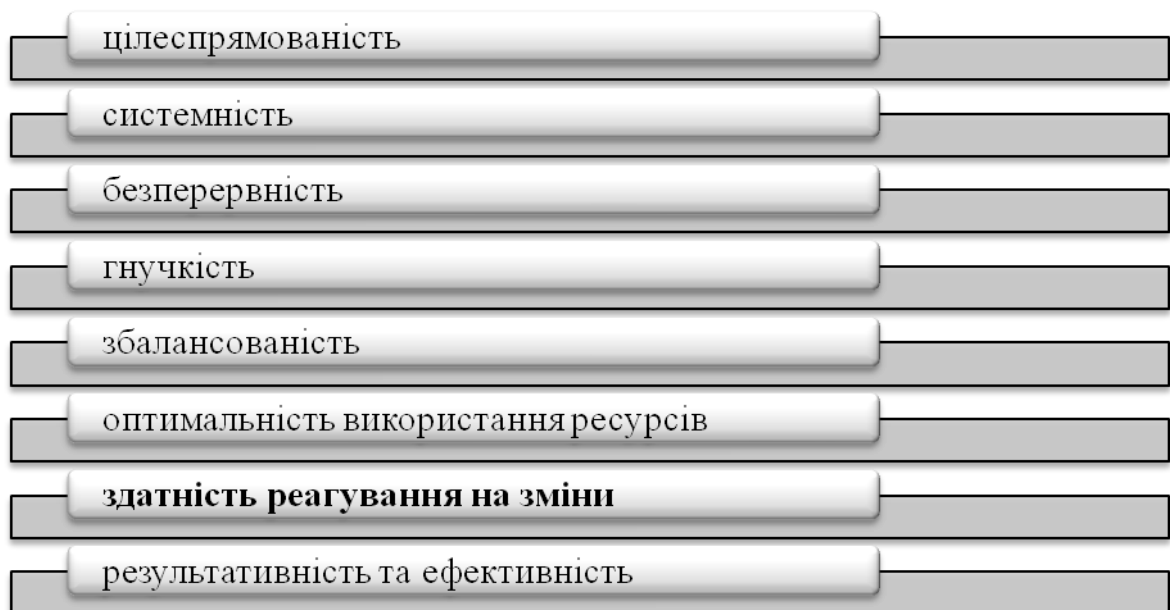 цілеспрямованість
системність
безперервність
гнучкість
збалансованість
оптимальність використання ресурсів
здатність реагування на зміни
результативність та ефективність